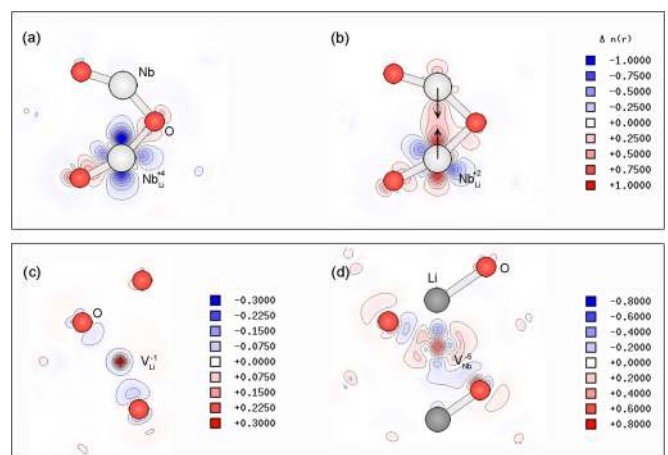 (a)
Nb
O
Nb+4Li
(b)
Nb+2Li
Δ n(r)
-1.0000
-0.7500
-0.5000
-0.2500
+0.0000
+0.2500
+0.5000
+0.7500
+1.0000
(c)
O
V-1Li
-0.3000
-0.2250
-0.1500
-0.0750
+0.0000
+0.0750
+0.1500
+0.2250
+0.3000
(d)
Li
O
V-5Nb
-0.8000
-0.6000
-0.4000
-0.2000
+0.0000
+0.2000
+0.4000
+0.6000
+0.8000